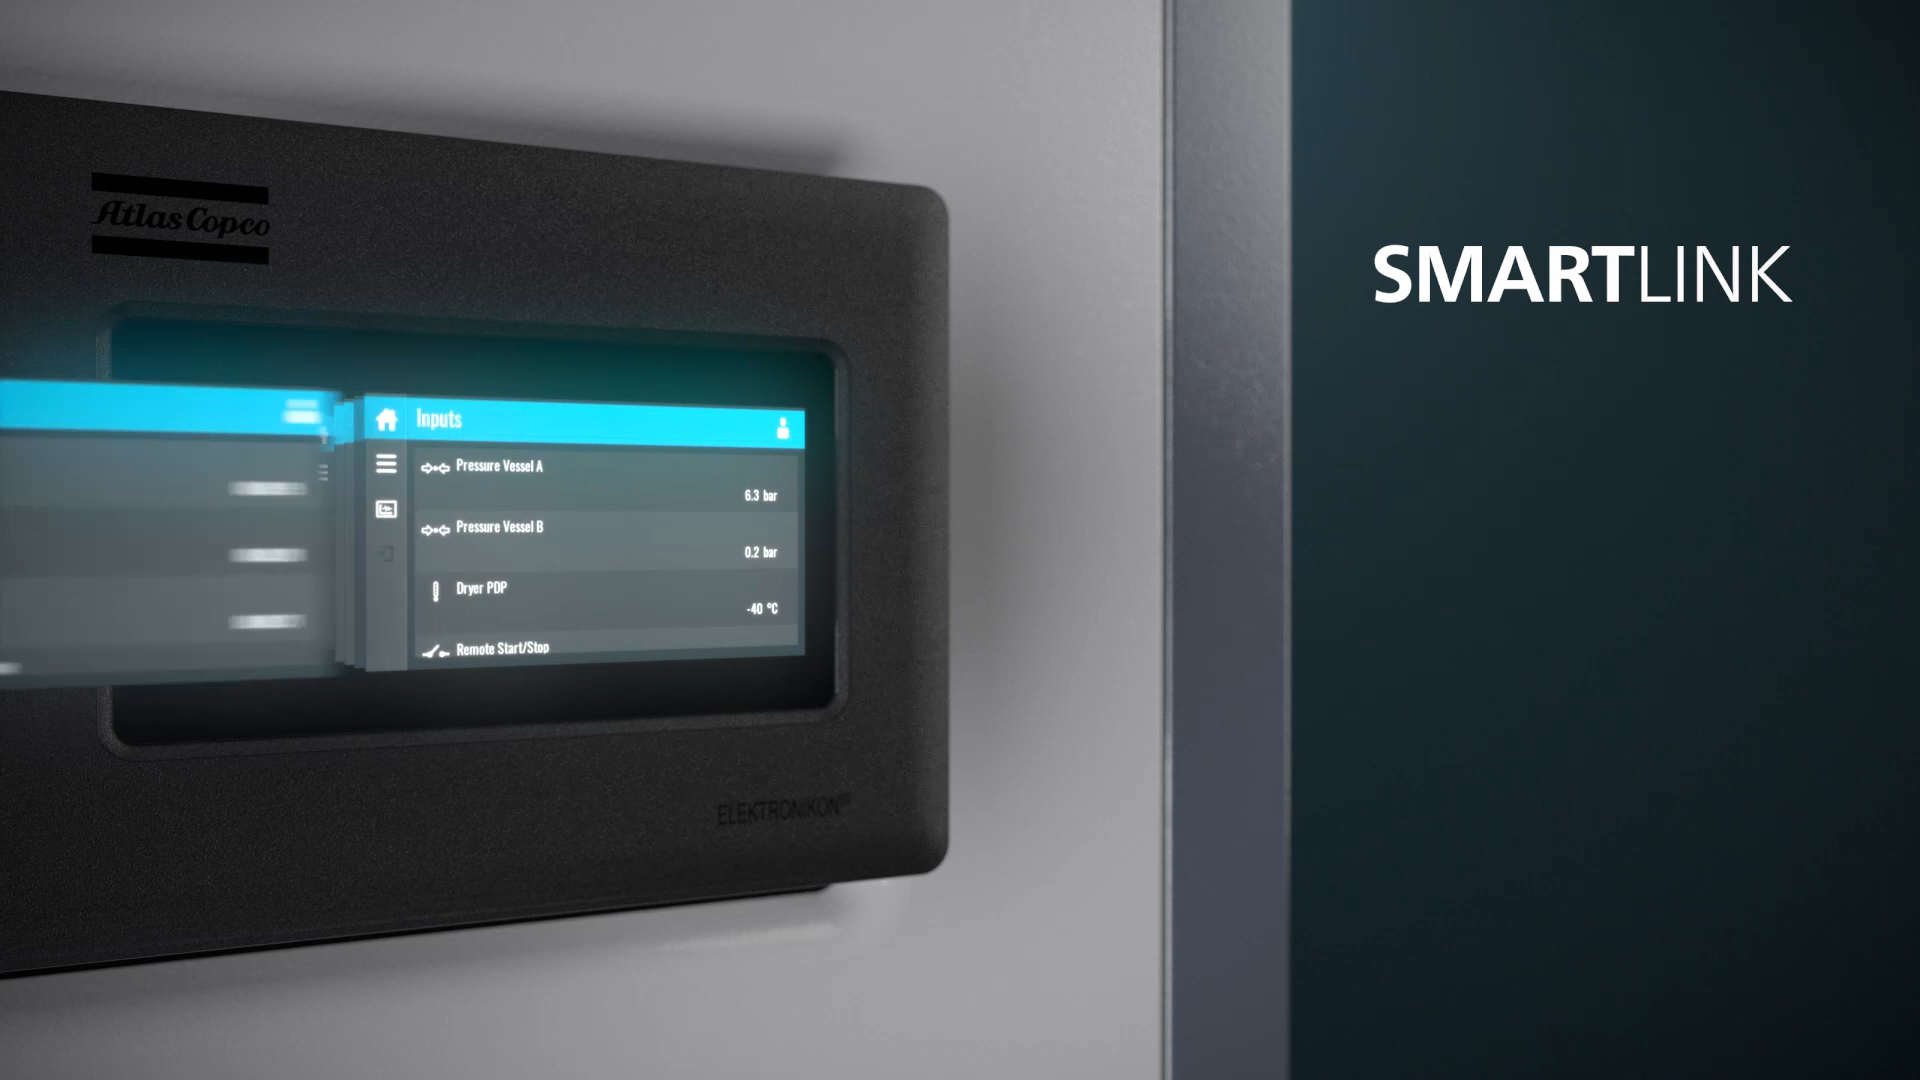 Atlas Copco
SMARTLINK
Inputs
Pressure Vessel A
6.3 bar
Pressure Vessel B
0.2 bar
Dryer PDP
-40 °C
Remote Start/Stop
ELEKTRONIKON